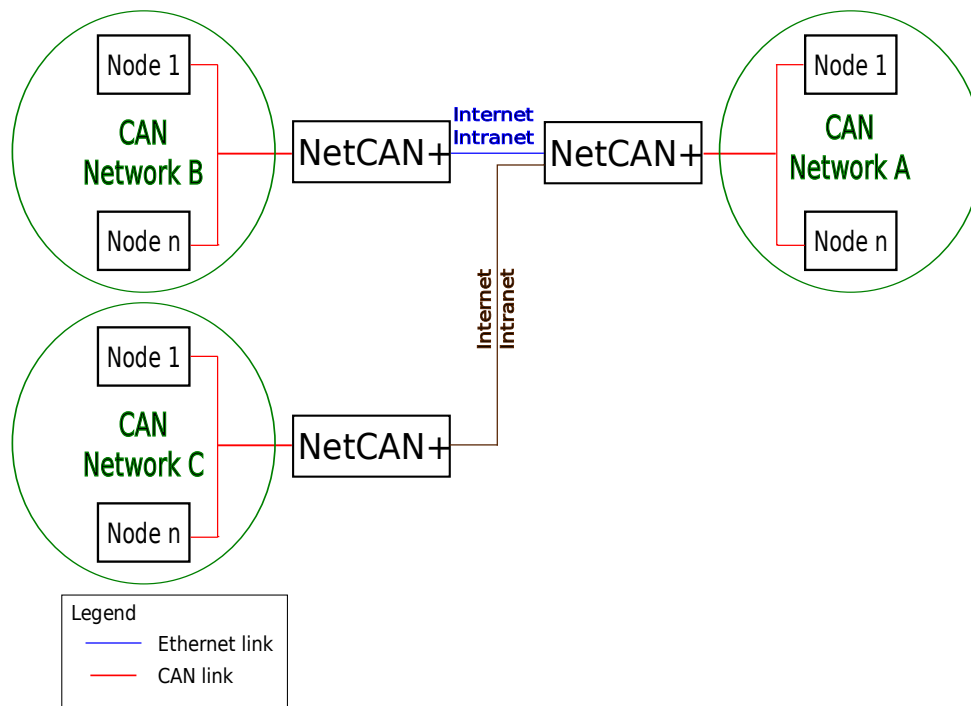 Node 1
CAN
Network B
Node n
NetCAN+
Internet
Intranet
NetCAN+
Node 1
CAN
Network A
Node n
Internet
Intranet
Node 1
CAN
Network C
Node n
NetCAN+
Legend
Ethernet link
CAN link